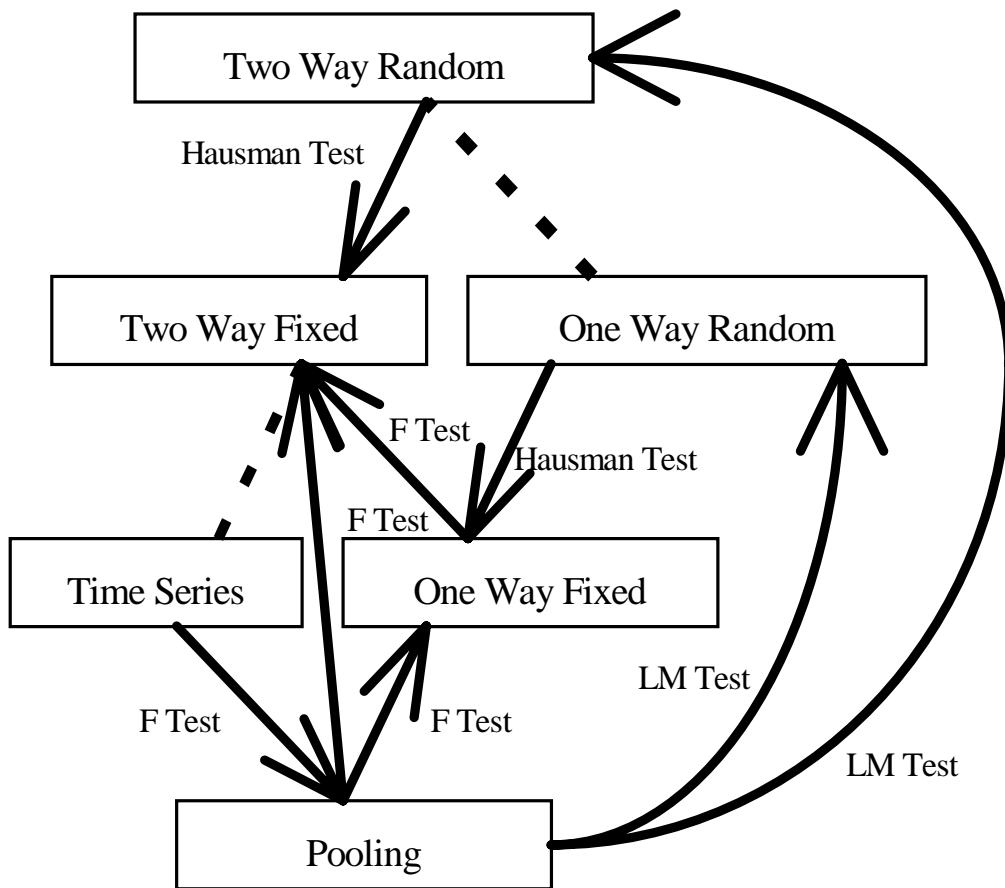 Two Way Random
Hausman Test
Two Way Fixed
One Way Random
F Test
Hausman Test
F Test
Time Series
One Way Fixed
LM Test
F Test
F Test
LM Test
Pooling